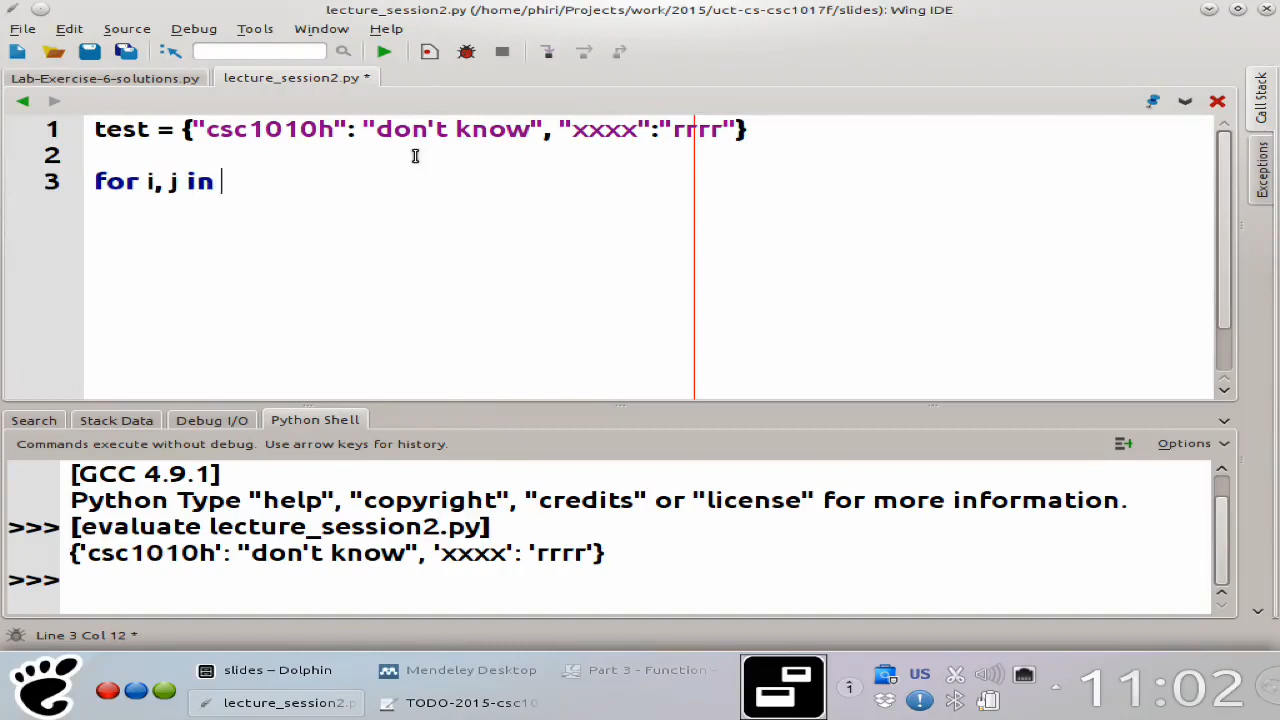 lecture_session2.py (/home/phiri/Projects/work/2015/uct-cs-csc1017f/slides): Wing IDE
File Edit Source Debug Tools Window Help
Lab-Exercise-6-solutions.py lecture_session2.py *
1 test = {"csc1010h": "don't know", "xxxx":"rrrr"}
2
3 for i, j in
Call Stack
Exceptions
Search Stack Data Debug I/O Python Shell
Commands execute without debug. Use arrow keys for history. Options
[GCC 4.9.1]
Python Type "help", "copyright", "credits" or "license" for more information.
>>> [evaluate lecture_session2.py]
{'csc1010h': "don't know", 'xxxx': 'rrrr'}
>>>
Line 3 Col 12 *
slides – Dolphin Mendeley Desktop Part 3 - Function
lecture_session2.p TODO-2015-csc10
1 US 11:02